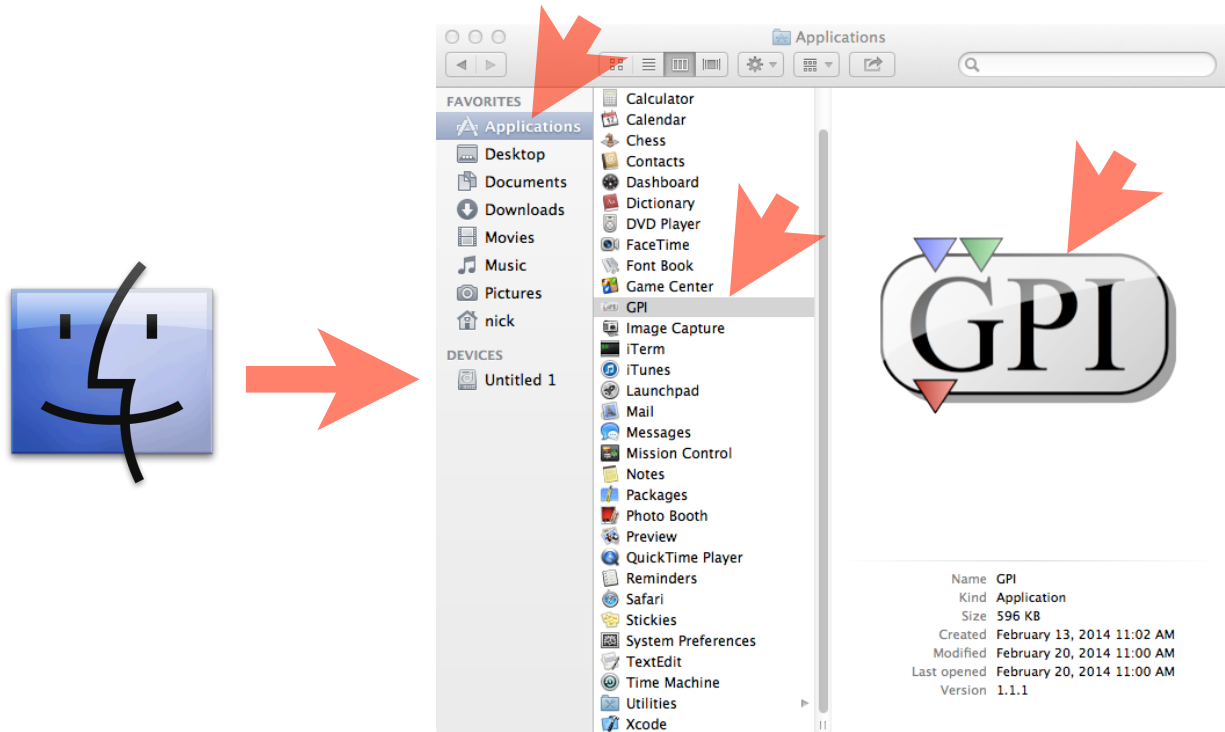 Applications
FAVORITES
Applications
Desktop
Documents
Downloads
Movies
Music
Pictures
nick
DEVICES
Untitled 1
Calculator
Calendar
Chess
Contacts
Dashboard
Dictionary
DVD Player
FaceTime
Font Book
Game Center
GPI
Image Capture
iTerm
iTunes
Launchpad
Mail
Messages
Mission Control
Notes
Packages
Photo Booth
Preview
QuickTime Player
Reminders
Safari
Stickies
System Preferences
TextEdit
Time Machine
Utilities
Xcode
GPI
Name GPI
Kind Application
Size 596 KB
Created February 13, 2014 11:02 AM
Modified February 20, 2014 11:00 AM
Last opened February 20, 2014 11:00 AM
Version 1.1.1